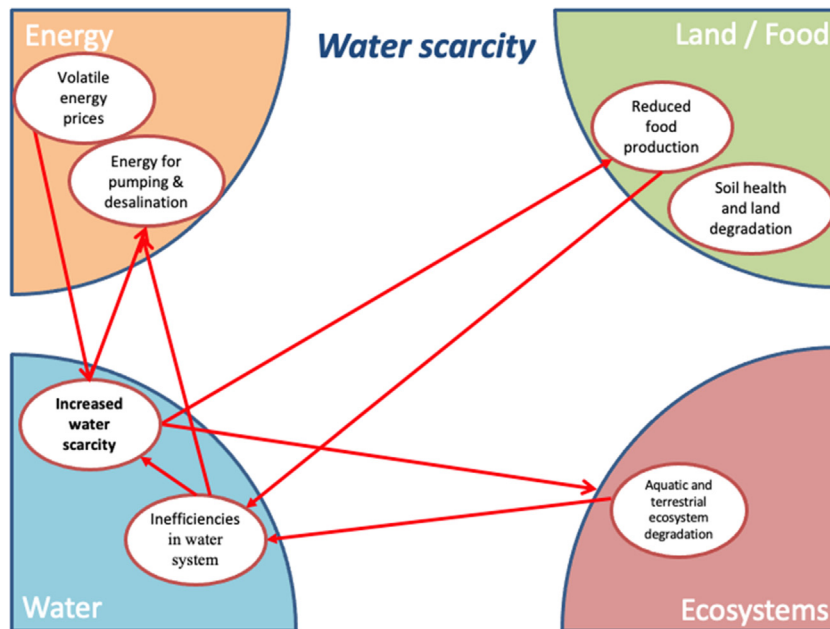 Energy
Water scarcity
Land / Food
Volatile
energy
prices
Energy for
pumping &
desalination
Reduced
food
production
Soil health
and land
degradation
Increased
water
scarcity
Inefficiencies
in water
system
Aquatic and
terrestrial
ecosystem
degradation
Water
Ecosystems